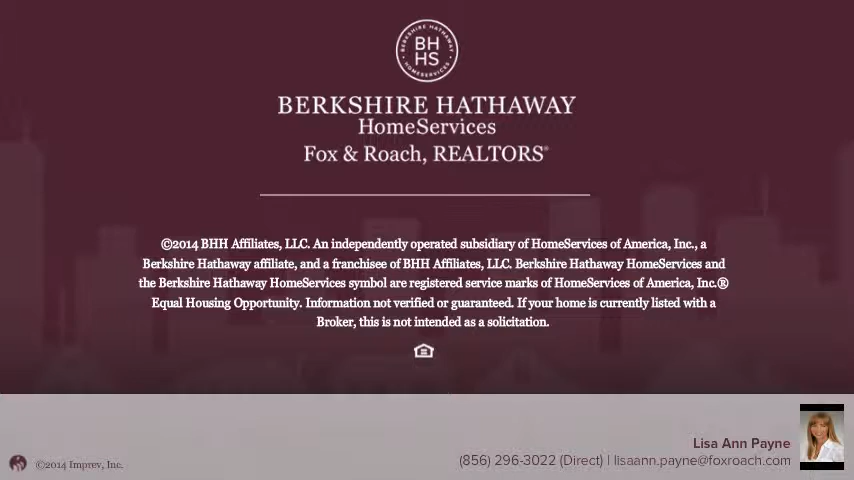 BERKSHIRE HATHAWAY
BH
HS
HOMESERVICES
BERKSHIRE HATHAWAY
HomeServices
Fox & Roach, REALTORS®
©2014 BHH Affiliates, LLC. An independently operated subsidiary of HomeServices of America, Inc., a
Berkshire Hathaway affiliate, and a franchisee of BHH Affiliates, LLC. Berkshire Hathaway HomeServices and
the Berkshire Hathaway HomeServices symbol are registered service marks of HomeServices of America, Inc.®
Equal Housing Opportunity. Information not verified or guaranteed. If your home is currently listed with a
Broker, this is not intended as a solicitation.
Lisa Ann Payne
(856) 296-3022 (Direct) | lisaann.payne@foxroach.com
©2014 Imprev, Inc.